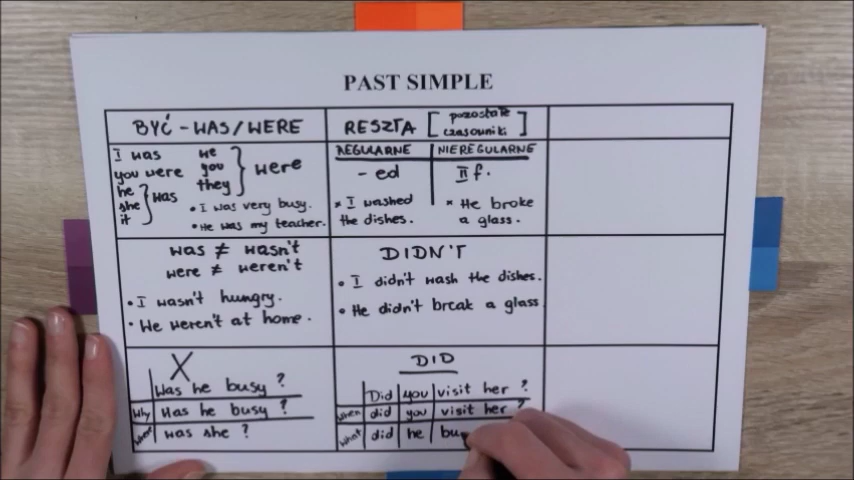 PAST SIMPLE
BYĆ - WAS/WERE
I was
you were
he
she
it
was
we
you
they
were
• I was very busy.
• He was my teacher.
RESZTA [pozostałe czasowniki]
REGULARNE
- ed
× I washed
the dishes.
NIEREGULARNE
II f.
× He broke
a glass.
was ≠ wasn't
were ≠ weren't
• I wasn't hungry.
• We weren't at home.
DIDN'T
• I didn't wash the dishes.
• He didn't break a glass
X
Was he busy ?
Why was he busy ?
was she ?
DID
Did you visit her ?
When did you visit her ?
What did he bu